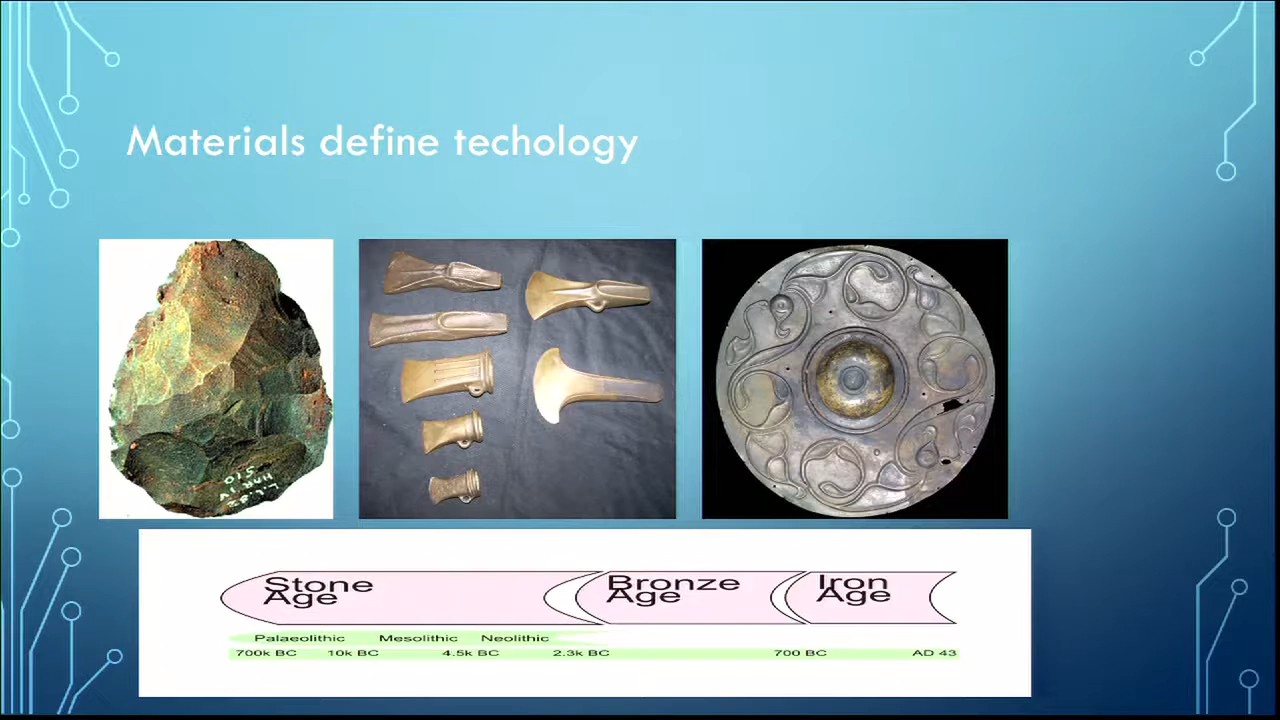 Materials define techology
Stone Age
Bronze Age
Iron Age
Palaeolithic Mesolithic Neolithic
700k BC 10k BC 4.5k BC 2.3k BC 700 BC AD 43